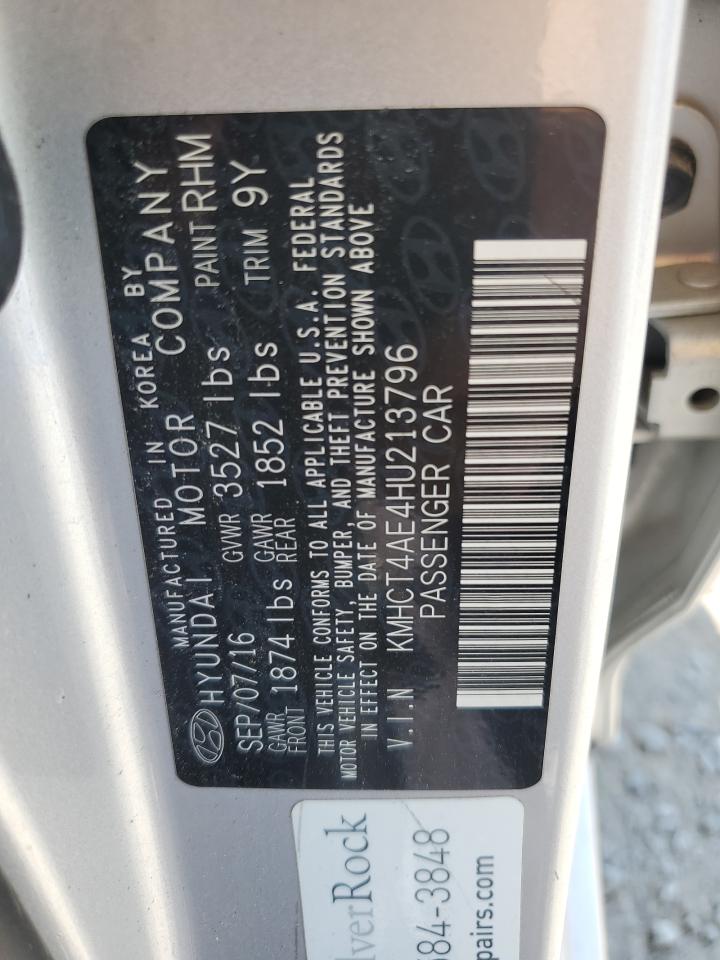 MANUFACTURED IN KOREA BY
HYUNDAI MOTOR COMPANY
SEP/07/16 GVWR 3527 lbs PAINT RHM
GAWR FRONT 1874 lbs GAWR REAR 1852 lbs TRIM 9Y
THIS VEHICLE CONFORMS TO ALL APPLICABLE U.S.A. FEDERAL
MOTOR VEHICLE SAFETY, BUMPER, AND THEFT PREVENTION STANDARDS
IN EFFECT ON THE DATE OF MANUFACTURE SHOWN ABOVE
V.I.N KMHCT4AE4HU213796
PASSENGER CAR
lverRock
584-3848
pairs.com